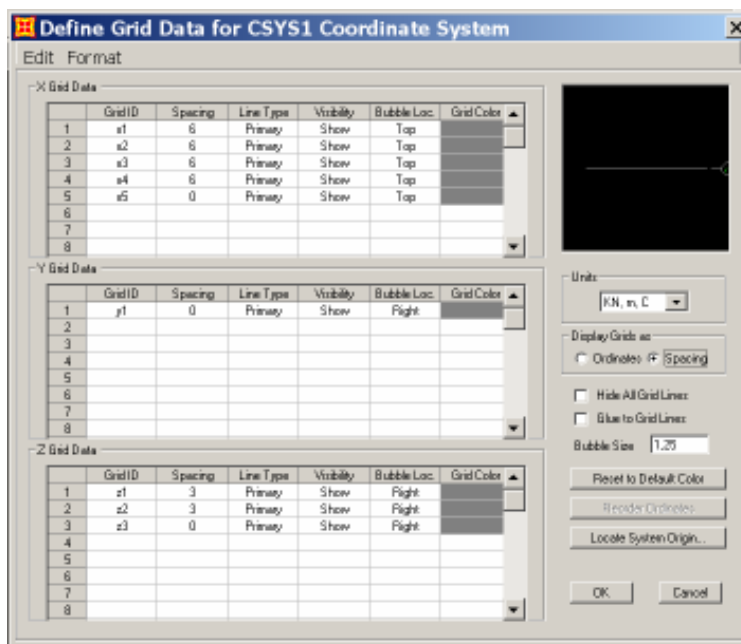 Define Grid Data for CSYS1 Coordinate System
Edit Format
X Grid Data
Grid ID Spacing Line Type Visibility Bubble Loc. Grid Color
1 x1 6 Primary Show Top
2 x2 6 Primary Show Top
3 x3 6 Primary Show Top
4 x4 6 Primary Show Top
5 x5 0 Primary Show Top
6
7
8
Y Grid Data
Grid ID Spacing Line Type Visibility Bubble Loc. Grid Color
1 y1 0 Primary Show Right
2
3
4
5
6
7
8
Z Grid Data
Grid ID Spacing Line Type Visibility Bubble Loc. Grid Color
1 z1 3 Primary Show Right
2 z2 3 Primary Show Right
3 z3 0 Primary Show Right
4
5
6
7
8
Units
KN, m, C
Display Grids as
Ordinates Spacing
Hide All Grid Lines
Glue to Grid Lines
Bubble Size 1.25
Reset to Default Color
Reorder Ordinates
Locate System Origin...
OK Cancel